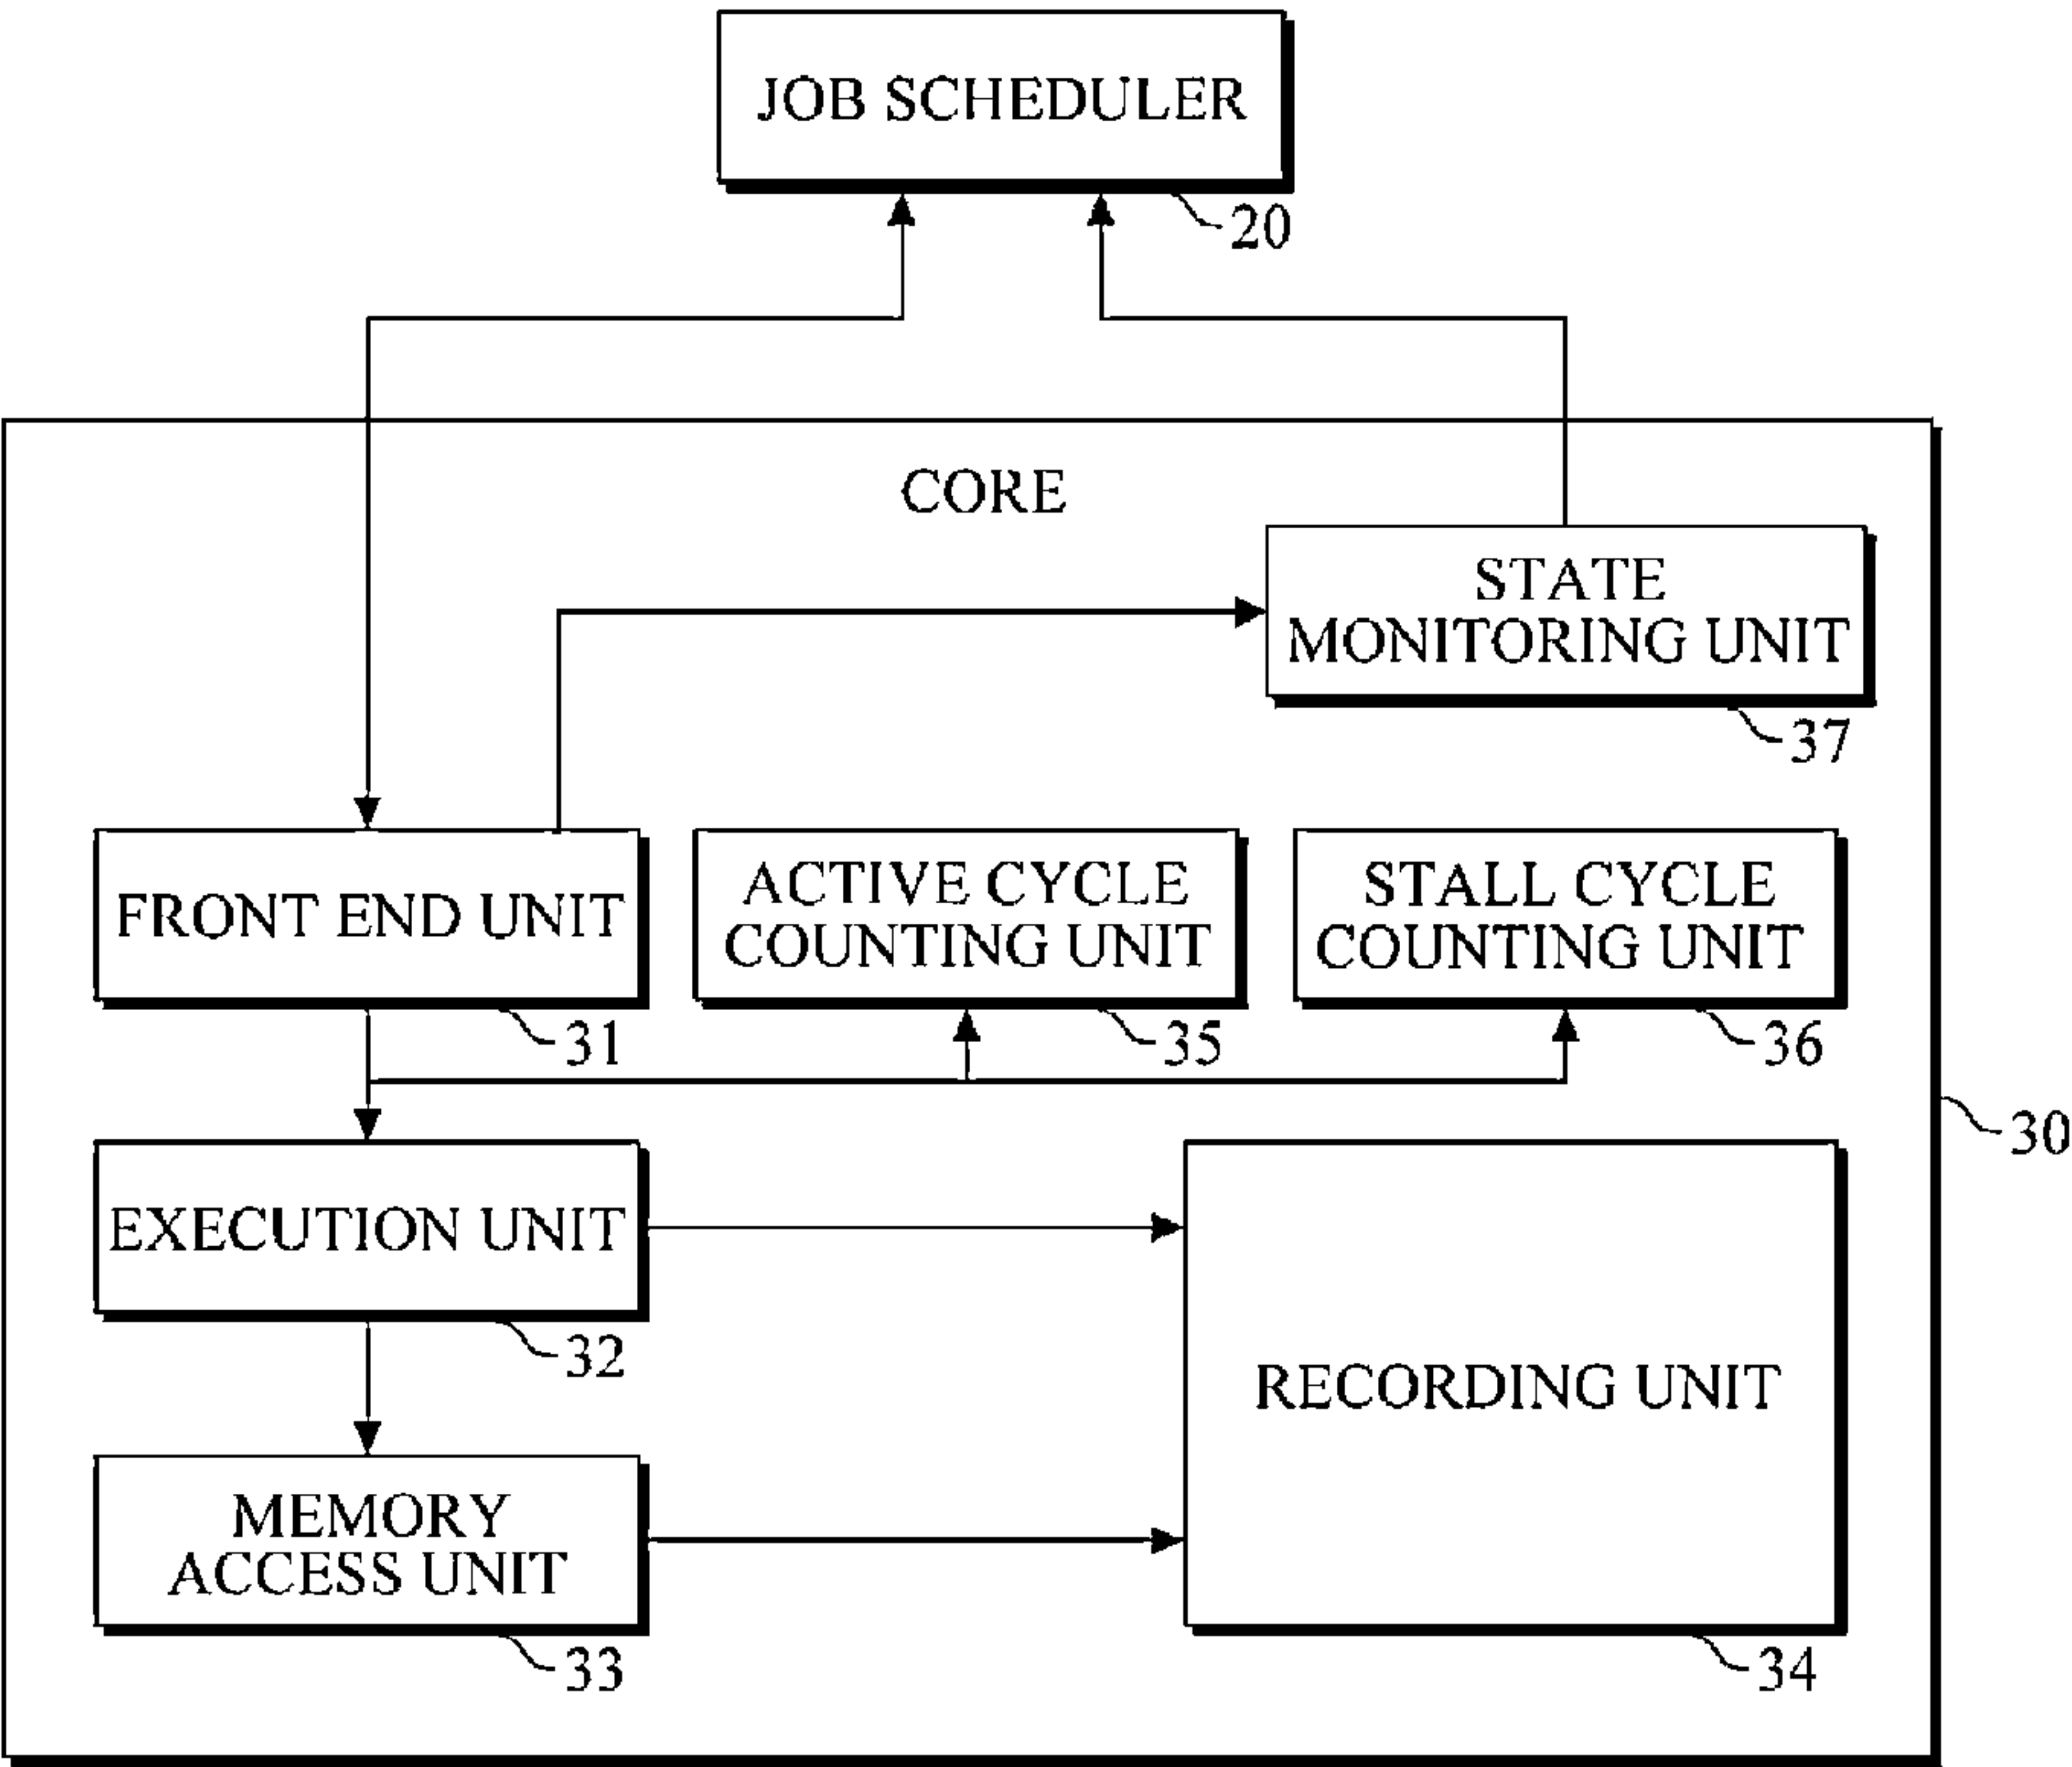 JOB SCHEDULER
20
CORE
STATE
MONITORING UNIT
37
FRONT END UNIT
31
ACTIVE CYCLE
COUNTING UNIT
35
STALL CYCLE
COUNTING UNIT
36
30
EXECUTION UNIT
32
RECORDING UNIT
34
MEMORY
ACCESS UNIT
33